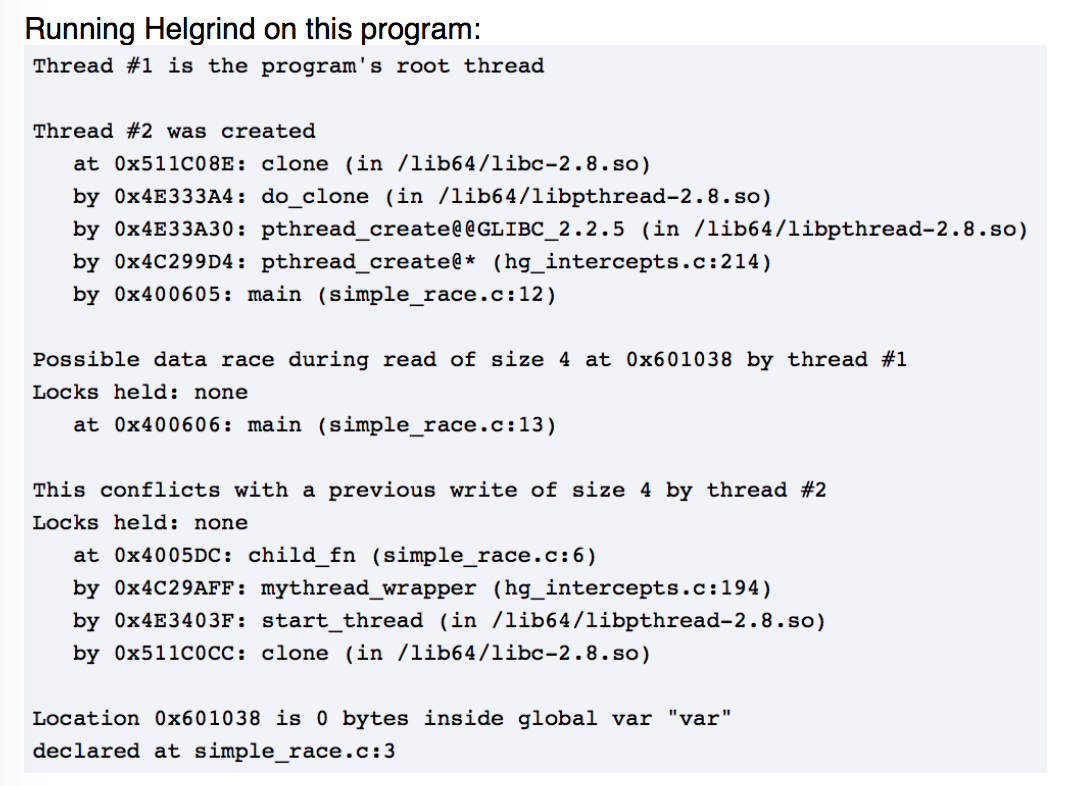 Running Helgrind on this program:
Thread #1 is the program's root thread
Thread #2 was created
at 0x511C08E: clone (in /lib64/libc-2.8.so)
by 0x4E333A4: do_clone (in /lib64/libpthread-2.8.so)
by 0x4E33A30: pthread_create@@GLIBC_2.2.5 (in /lib64/libpthread-2.8.so)
by 0x4C299D4: pthread_create@* (hg_intercepts.c:214)
by 0x400605: main (simple_race.c:12)
Possible data race during read of size 4 at 0x601038 by thread #1
Locks held: none
at 0x400606: main (simple_race.c:13)
This conflicts with a previous write of size 4 by thread #2
Locks held: none
at 0x4005DC: child_fn (simple_race.c:6)
by 0x4C29AFF: mythread_wrapper (hg_intercepts.c:194)
by 0x4E3403F: start_thread (in /lib64/libpthread-2.8.so)
by 0x511C0CC: clone (in /lib64/libc-2.8.so)
Location 0x601038 is 0 bytes inside global var "var"
declared at simple_race.c:3